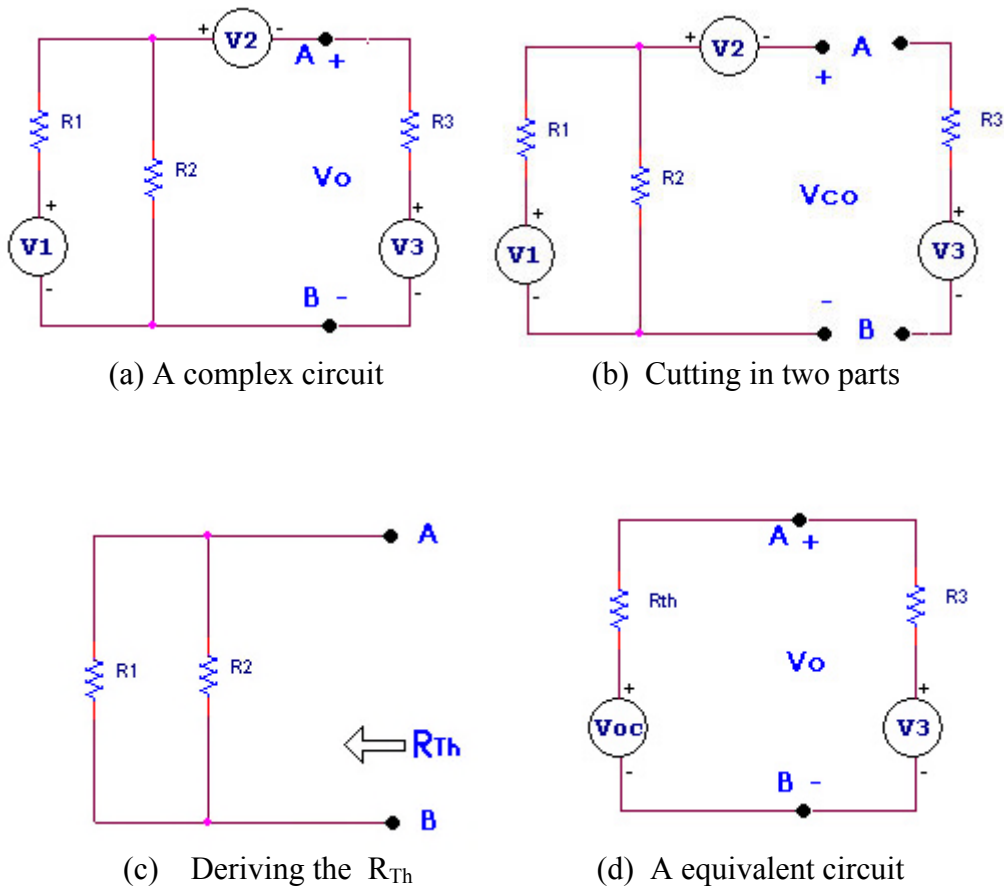 + V2 - + V2 -
A + A
R1 R3 R1 + R3
R2 R2
Vo Vco
+ + + +
V1 V3 V1 V3
- - - -
B - - B
(a) A complex circuit (b) Cutting in two parts
A A +
Rth R3
R1 R2
Vo
+ +
RTh Voc V3
- -
B B -
(c) Deriving the RTh (d) A equivalent circuit